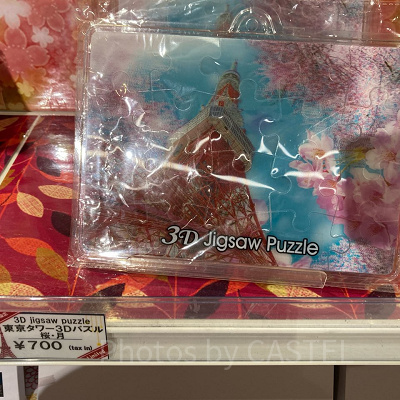 3D Jigsaw Puzzle
3D jigsaw puzzle
東京タワー3Dパズル
桜・月
￥700 (tax in)
Photos by CASTEL